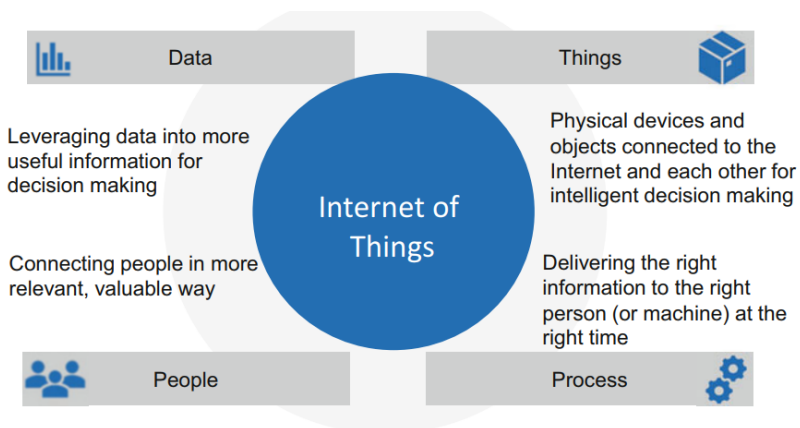 Data
Things
Leveraging data into more
useful information for
decision making
Physical devices and
objects connected to the
Internet and each other for
intelligent decision making
Internet of
Things
Connecting people in more
relevant, valuable way
Delivering the right
information to the right
person (or machine) at the
right time
People
Process